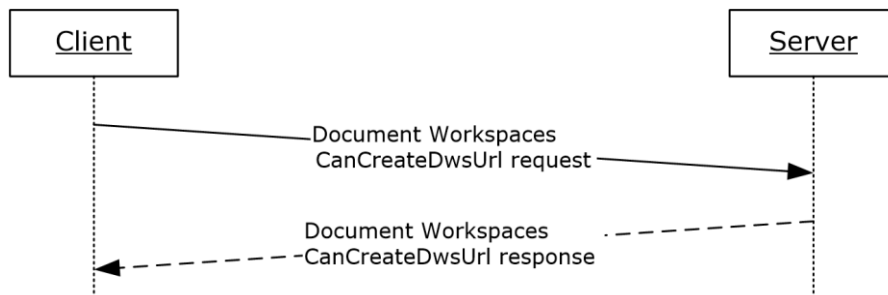 Client
Server
Document Workspaces
CanCreateDwsUrl request
Document Workspaces
CanCreateDwsUrl response